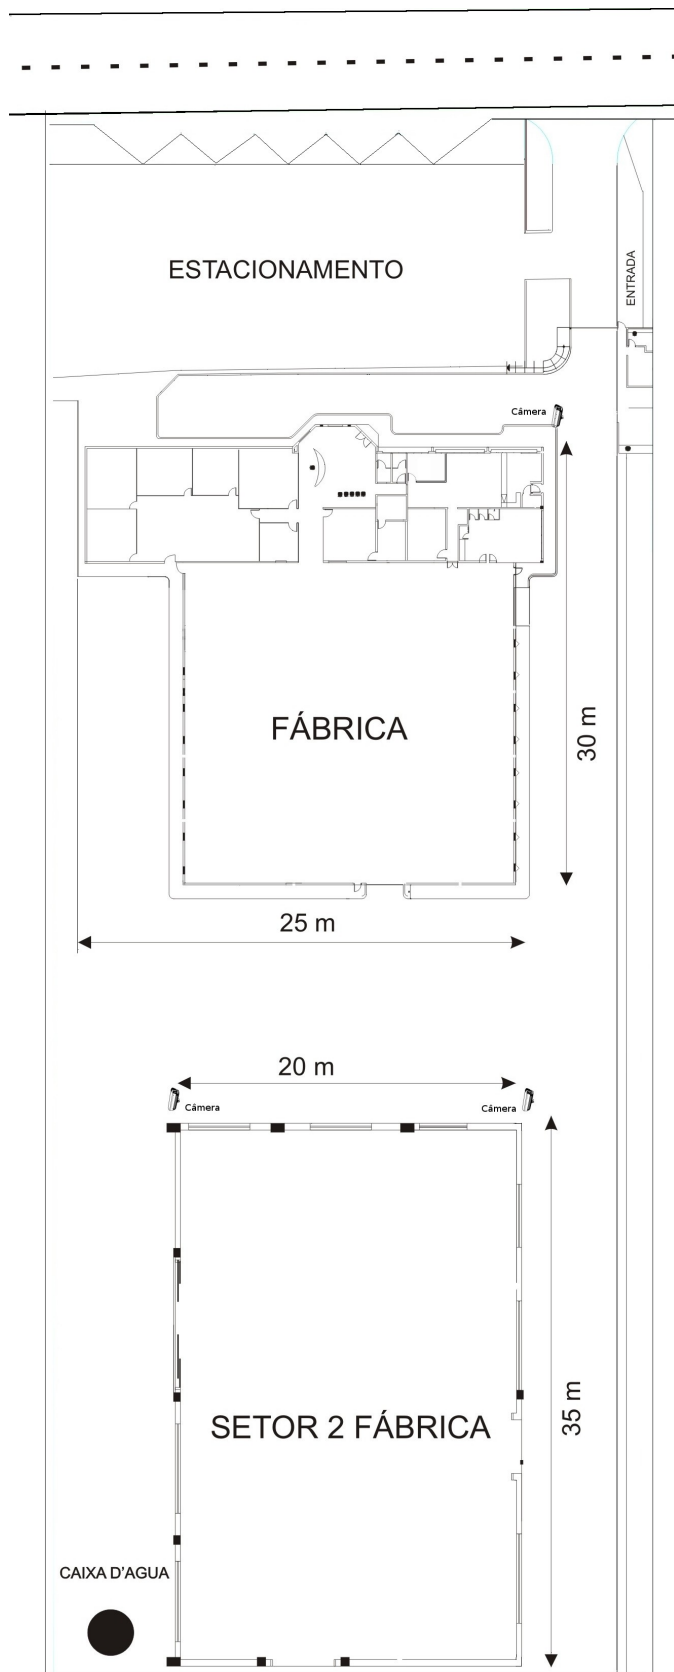 ESTACIONAMENTO
ENTRADA
Câmera
FÁBRICA
30 m
25 m
20 m
Câmera
Câmera
SETOR 2 FÁBRICA
35 m
CAIXA D'AGUA